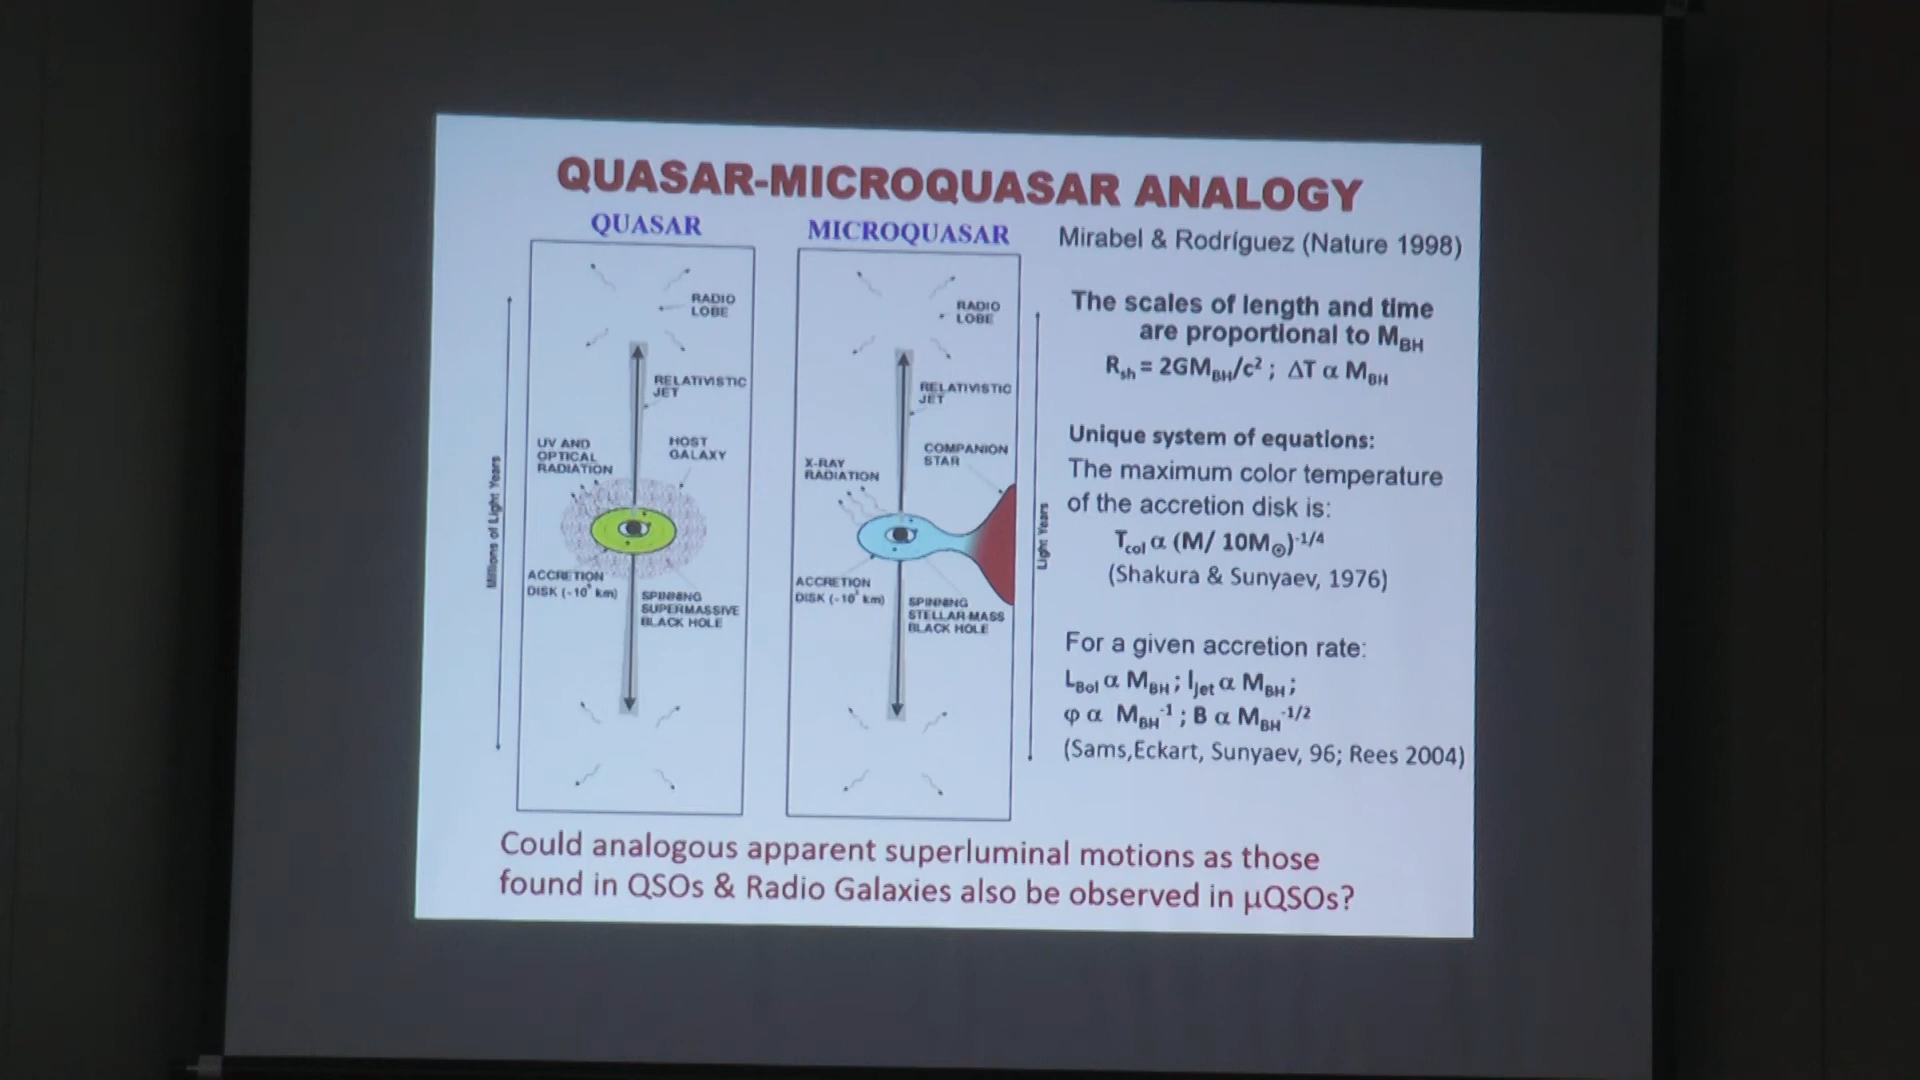 QUASAR-MICROQUASAR ANALOGY
QUASAR
MICROQUASAR
Mirabel & Rodríguez (Nature 1998)
RADIO
LOBE
RELATIVISTIC
JET
UV AND
OPTICAL
RADIATION
HOST
GALAXY
ACCRETION
DISK (~10⁹ km)
SPINNING
SUPERMASSIVE
BLACK HOLE
Millions of Light Years
RADIO
LOBE
RELATIVISTIC
JET
COMPANION
STAR
X-RAY
RADIATION
ACCRETION
DISK (~10³ km)
SPINNING
STELLAR-MASS
BLACK HOLE
Light Years
The scales of length and time
are proportional to M_BH
R_sh = 2GM_BH/c² ; ΔT α M_BH
Unique system of equations:
The maximum color temperature
of the accretion disk is:
T_col α (M/ 10M⊙)^-1/4
(Shakura & Sunyaev, 1976)
For a given accretion rate:
L_Bol α M_BH ; l_jet α M_BH ;
φ α M_BH^-1 ; B α M_BH^-1/2
(Sams,Eckart, Sunyaev, 96; Rees 2004)
Could analogous apparent superluminal motions as those
found in QSOs & Radio Galaxies also be observed in µQSOs?